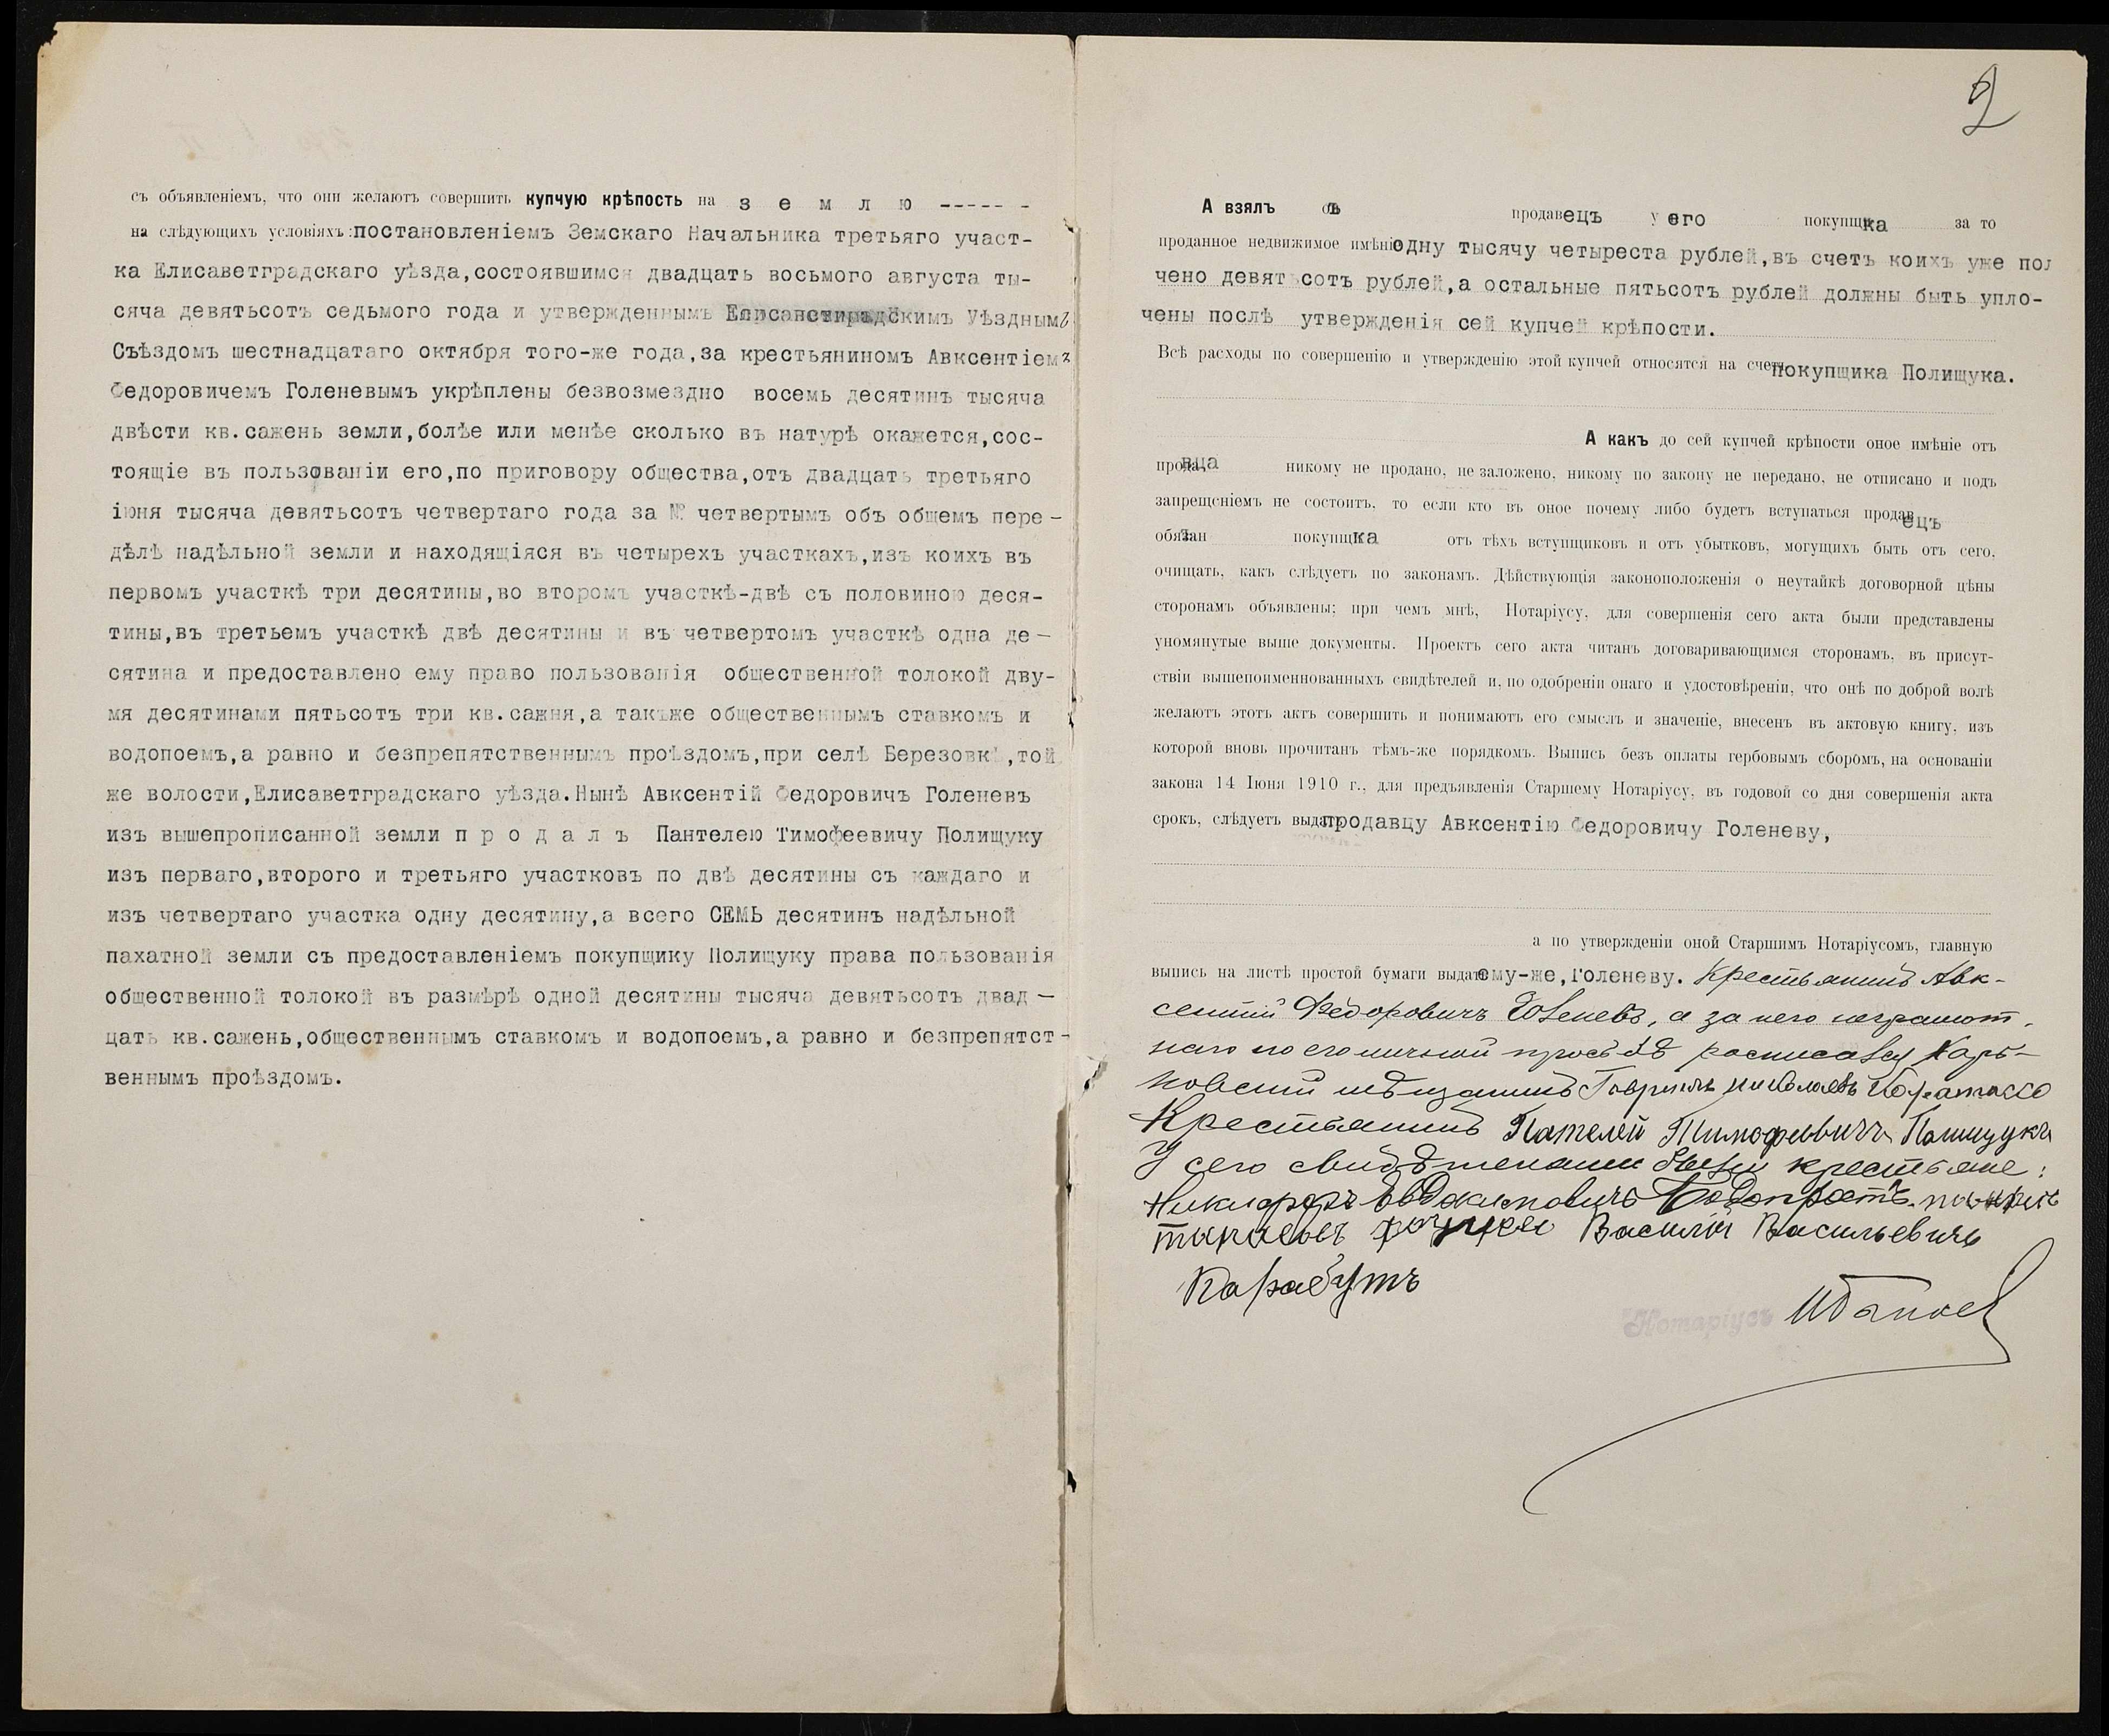 съ объявленіемъ, что они желаютъ совершить купчую крѣпость на з е м л ю ----- -
на слѣдующихъ условіяхъ: постановленіемъ Земскаго Начальника третьяго участ-
ка Елисаветградскаго уѣзда,состоявшимся двадцать восьмого августа ты-
сяча девятьсотъ седьмого года и утвержденнымъ Елисаветградскимъ Уѣзднымъ
Съѣздомъ шестнадцатаго октября того-же года,за крестьяниномъ Авксентіемъ
Федоровичемъ Голеневымъ укрѣплены безвозмездно восемь десятинъ тысяча
двѣсти кв.сажень земли,болѣе или менѣе сколько въ натурѣ окажется,сос-
тоящіе въ пользованіи его,по приговору общества,отъ двадцать третьяго
іюня тысяча девятьсотъ четвертаго года за № четвертымъ объ общемъ пере-
дѣлѣ надѣльной земли и находящіяся въ четырехъ участкахъ,изъ коихъ въ
первомъ участкѣ три десятины,во второмъ участкѣ-двѣ съ половиною деся-
тины,въ третьемъ участкѣ двѣ десятины и въ четвертомъ участкѣ одна де-
сятина и предоставлено ему право пользованія общественной толокой дву-
мя десятинами пятьсотъ три кв.сажня,а также общественнымъ ставкомъ и
водопоемъ,а равно и безпрепятственнымъ проѣздомъ,при селѣ Березовкѣ,той
же волости,Елисаветградскаго уѣзда.Нынѣ Авксентій Федоровичъ Голеневъ
изъ вышепрописанной земли п р о д а л ъ Пантелею Тимофеевичу Полищуку
изъ перваго,второго и третьяго участковъ по двѣ десятины съ каждаго и
изъ четвертаго участка одну десятину,а всего СЕМЬ десятинъ надѣльной
пахатной земли съ предоставленіемъ покупщику Полищуку права пользованія
общественной толокой въ размѣрѣ одной десятины тысяча девятьсотъ двад-
цать кв.сажень,общественнымъ ставкомъ и водопоемъ,а равно и безпрепятст-
веннымъ проѣздомъ.
2
А взялъ продавецъ у его покупщика за то
проданное недвижимое имѣніе одну тысячу четыреста рублей,въ счетъ коихъ уже пол
чено девятьсотъ рублей,а остальные пятьсотъ рублей должны быть упло-
чены послѣ утвержденія сей купчей крѣпости.
Всѣ расходы по совершенію и утвержденію этой купчей относятся на счетъ покупщика Полищука.
А какъ до сей купчей крѣпости оное имѣніе отъ
продавца никому не продано, не заложено, никому по закону не передано, не отписано и подъ
запрещеніемъ не состоитъ, то если кто въ оное почему либо будетъ вступаться продавецъ
обязанъ покупщика отъ тѣхъ вступщиковъ и отъ убытковъ, могущихъ быть отъ сего,
очищать, какъ слѣдуетъ по законамъ. Дѣйствующія законоположенія о неутайкѣ договорной цѣны
сторонамъ объявлены; при чемъ мнѣ, Нотаріусу, для совершенія сего акта были представлены
упомянутые выше документы. Проектъ сего акта читанъ договаривающимся сторонамъ, въ присут-
ствіи вышепоименнованныхъ свидѣтелей и, по одобреніи онаго и удостовѣреніи, что онѣ по доброй волѣ
желаютъ этотъ актъ совершить и понимаютъ его смыслъ и значеніе, внесенъ въ актовую книгу, изъ
которой вновь прочитанъ тѣмъ-же порядкомъ. Выпись безъ оплаты гербовымъ сборомъ, на основаніи
закона 14 Іюня 1910 г., для предъявленія Старшему Нотаріусу, въ годовой со дня совершенія акта
срокъ, слѣдуетъ выдать продавцу Авксентію Федоровичу Голеневу,
а по утвержденіи оной Старшимъ Нотаріусомъ, главную
выпись на листѣ простой бумаги выдать ему-же,Голеневу. Крестьянинъ Авк-
сентій Федоровичъ Голеневъ, а за него неграмот-
наго по его личной просьбѣ расписался
мѣщанинъ Гавріилъ Николаевъ
Крестьянинъ Пателей Тимофеевичъ Полищукъ
У сего свидѣтелями были крестьяне:
Никифоръ Евдокимовичъ
Василій Васильевичъ
Карабутъ
Нотаріусъ